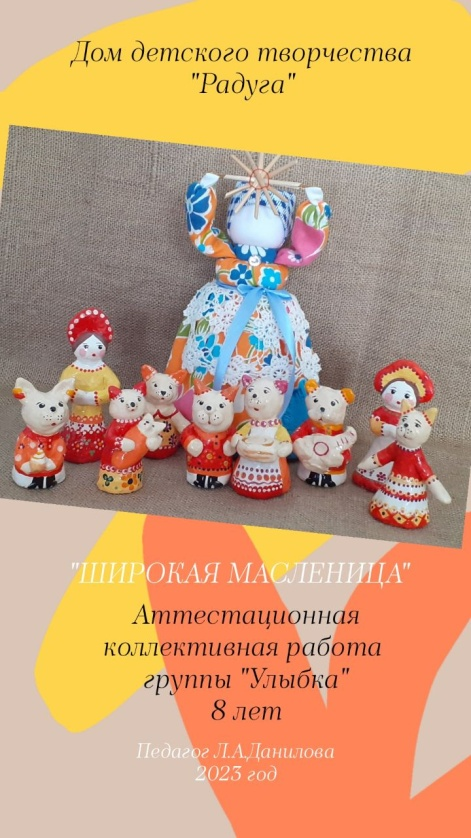 Дом детского творчества
"Радуга"
"ШИРОКАЯ МАСЛЕНИЦА"
Аттестационная
коллективная работа
группы "Улыбка"
8 лет
Педагог Л.А,Данилова
2023 год